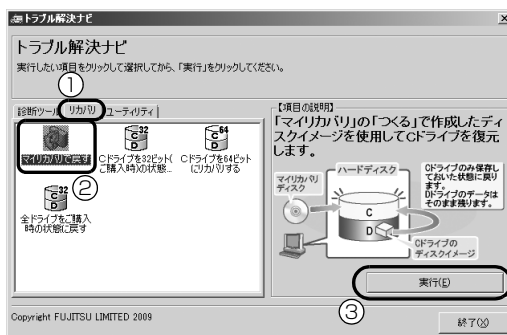 トラブル解決ナビ
トラブル解決ナビ
実行したい項目をクリックして選択してから、「実行」をクリックしてください。
①
診断ツール リカバリ ユーティリティ
マイリカバリで戻す
②
32
C
D
Cドライブを32ビット(
ご購入時)の状態...
64
C
D
Cドライブを64ビット
にリカバリする
32
C
D
全ドライブをご購入
時の状態に戻す
【項目の説明】
「マイリカバリ」の「つくる」で作成したディ
スクイメージを使用してCドライブを復元
します。
マイリカバリ
ディスク
ハードディスク
C
D
Cドライブのみ保存し
ておいた状態に戻り
ます。
Dドライブのデータは
そのまま残ります。
Cドライブの
ディスクイメージ
③
実行(E)
Copyright FUJITSU LIMITED 2009
終了(X)